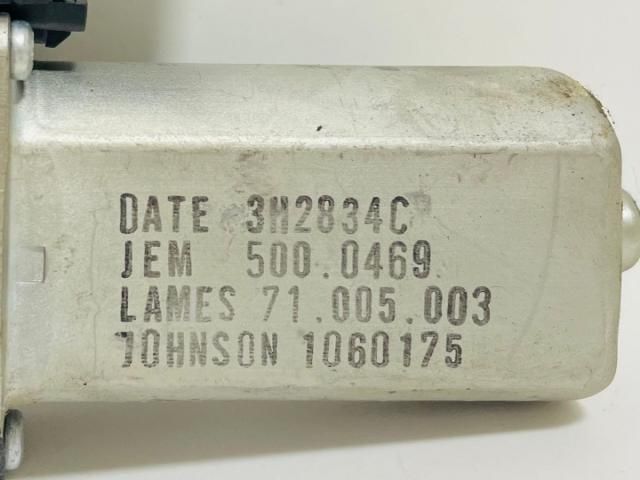 DATE 3H2834C
JEM 500.0469
LAMES 71.005.003
JOHNSON 1060175